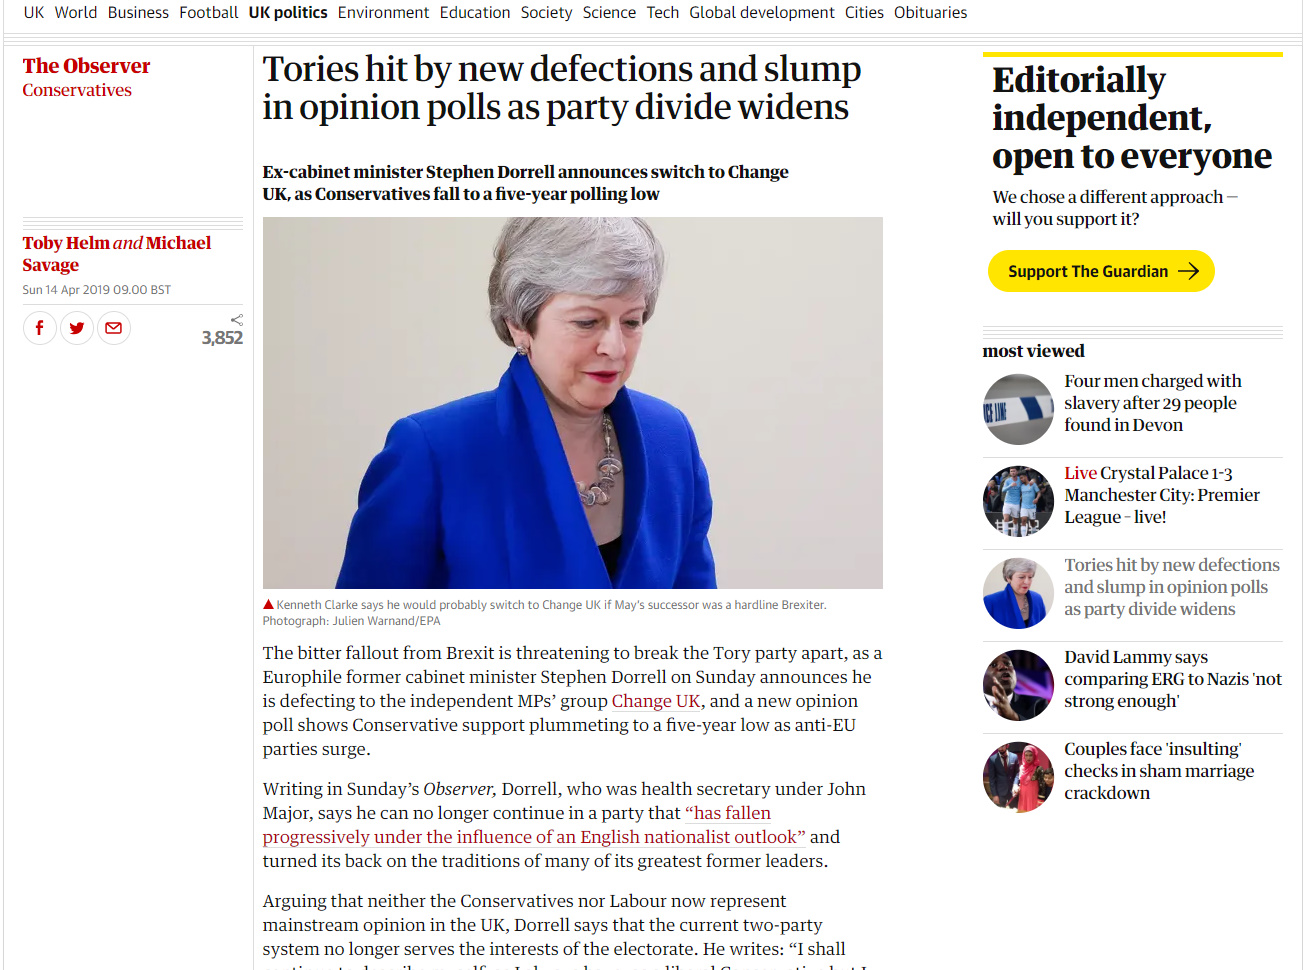 UK World Business Football UK politics Environment Education Society Science Tech Global development Cities Obituaries
The Observer
Conservatives
Tories hit by new defections and slump
in opinion polls as party divide widens
Ex-cabinet minister Stephen Dorrell announces switch to Change
UK, as Conservatives fall to a five-year polling low
Toby Helm and Michael
Savage
Sun 14 Apr 2019 09.00 BST
3,852
Kenneth Clarke says he would probably switch to Change UK if May's successor was a hardline Brexiter.
Photograph: Julien Warnand/EPA
The bitter fallout from Brexit is threatening to break the Tory party apart, as a
Europhile former cabinet minister Stephen Dorrell on Sunday announces he
is defecting to the independent MPs’ group Change UK, and a new opinion
poll shows Conservative support plummeting to a five-year low as anti-EU
parties surge.
Writing in Sunday’s Observer, Dorrell, who was health secretary under John
Major, says he can no longer continue in a party that “has fallen
progressively under the influence of an English nationalist outlook” and
turned its back on the traditions of many of its greatest former leaders.
Arguing that neither the Conservatives nor Labour now represent
mainstream opinion in the UK, Dorrell says that the current two-party
system no longer serves the interests of the electorate. He writes: “I shall
Editorially
independent,
open to everyone
We chose a different approach —
will you support it?
Support The Guardian
most viewed
Four men charged with
slavery after 29 people
found in Devon
Live Crystal Palace 1-3
Manchester City: Premier
League – live!
Tories hit by new defections
and slump in opinion polls
as party divide widens
David Lammy says
comparing ERG to Nazis 'not
strong enough'
Couples face 'insulting'
checks in sham marriage
crackdown